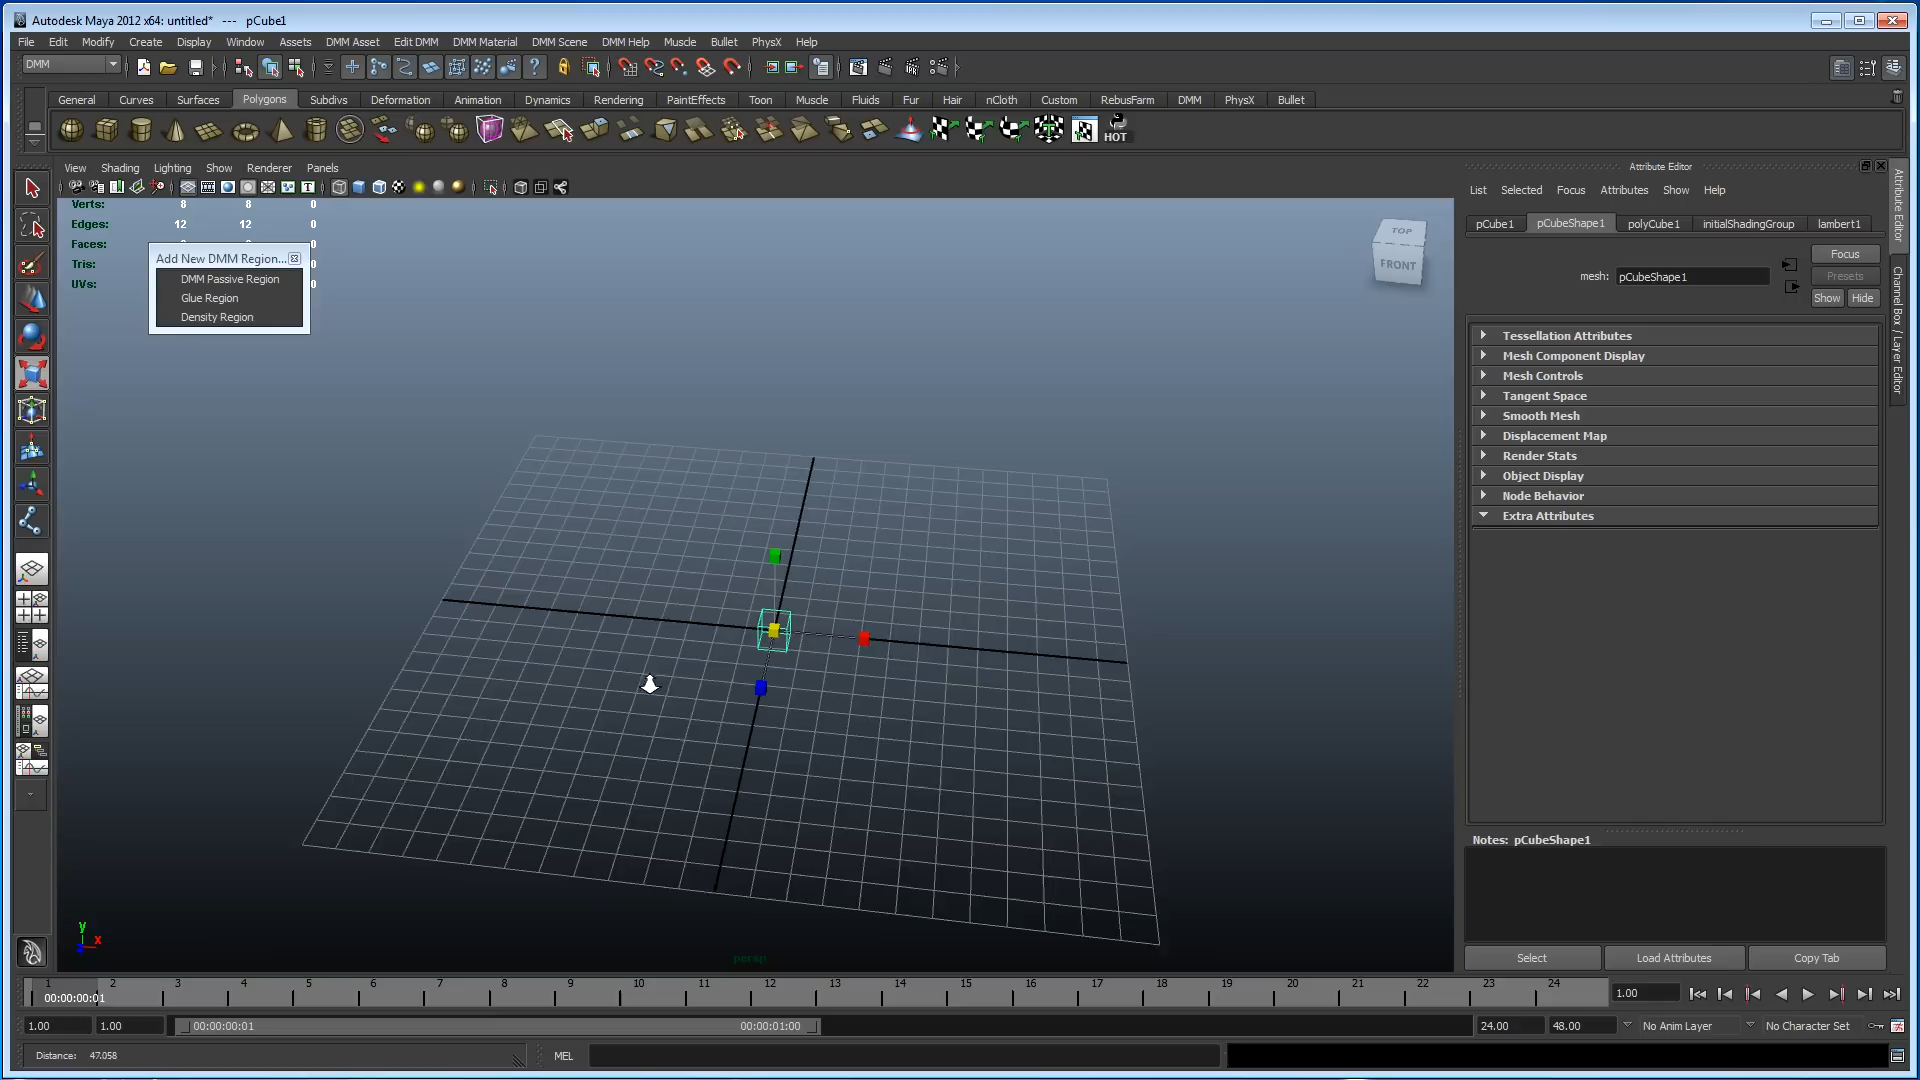 Autodesk Maya 2012 x64: untitled* --- pCube1
File Edit Modify Create Display Window Assets DMM Asset Edit DMM DMM Material DMM Scene DMM Help Muscle Bullet PhysX Help
DMM
General Curves Surfaces Polygons Subdivs Deformation Animation Dynamics Rendering PaintEffects Toon Muscle Fluids Fur Hair nCloth Custom RebusFarm DMM PhysX Bullet
HOT
View Shading Lighting Show Renderer Panels
Verts: 8 8 0
Edges: 12 12 0
Faces: 0
Tris: 0
UVs: 0
Add New DMM Region...
DMM Passive Region
Glue Region
Density Region
TOP
FRONT
persp
y
x
z
Attribute Editor
List Selected Focus Attributes Show Help
pCube1 pCubeShape1 polyCube1 initialShadingGroup lambert1
Focus
mesh: pCubeShape1
Presets
Show Hide
Tessellation Attributes
Mesh Component Display
Mesh Controls
Tangent Space
Smooth Mesh
Displacement Map
Render Stats
Object Display
Node Behavior
Extra Attributes
Notes: pCubeShape1
Select Load Attributes Copy Tab
Attribute Editor
Channel Box / Layer Editor
1 2 3 4 5 6 7 8 9 10 11 12 13 14 15 16 17 18 19 20 21 22 23 24
00:00:00:01
1.00
1.00 1.00 00:00:00:01 00:00:01:00 24.00 48.00 No Anim Layer No Character Set
Distance: 47.058 MEL